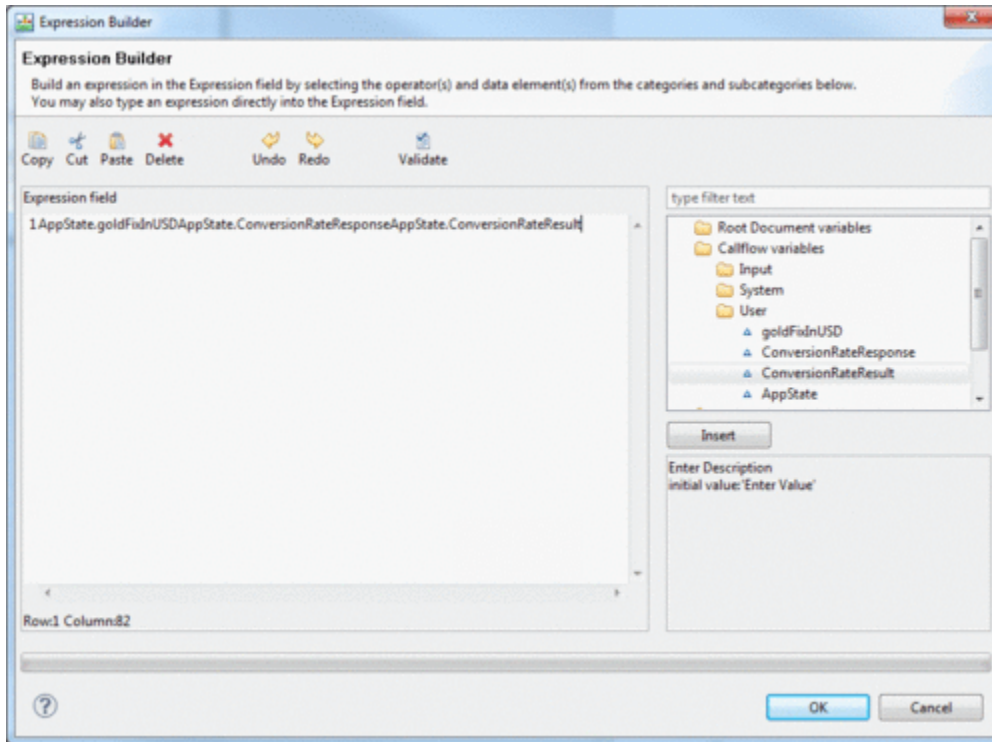 Expression Builder
Expression Builder
Build an expression in the Expression field by selecting the operator(s) and data element(s) from the categories and subcategories below.
You may also type an expression directly into the Expression field.
Copy Cut Paste Delete Undo Redo Validate
Expression field
1AppState.goldFixInUSDAppState.ConversionRateResponseAppState.ConversionRateResult
type filter text
Root Document variables
Callflow variables
Input
System
User
goldFixInUSD
ConversionRateResponse
ConversionRateResult
AppState
Insert
Enter Description
initial value:'Enter Value'
Row:1 Column:82
?
OK Cancel